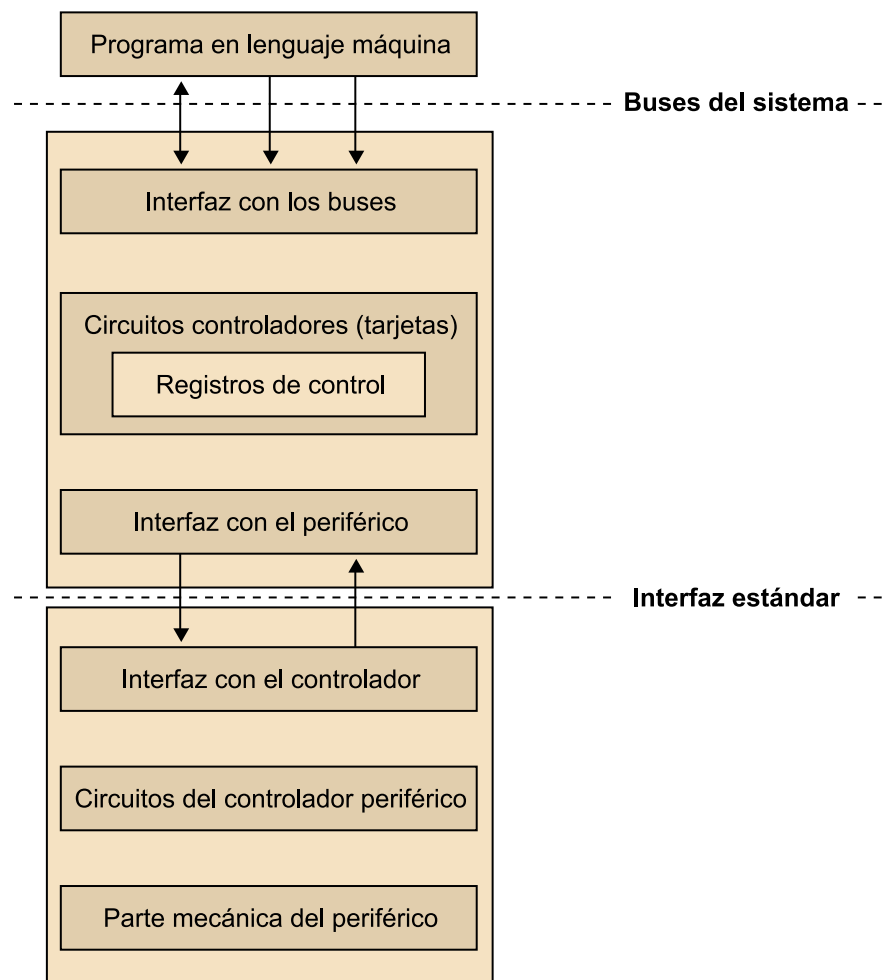 Programa en lenguaje máquina
Buses del sistema
Interfaz con los buses
Circuitos controladores (tarjetas)
Registros de control
Interfaz con el periférico
Interfaz estándar
Interfaz con el controlador
Circuitos del controlador periférico
Parte mecánica del periférico